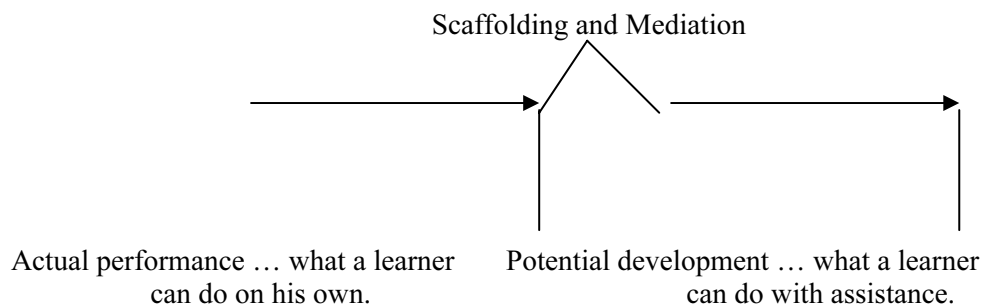 Scaffolding and Mediation
Actual performance … what a learner
can do on his own.
Potential development … what a learner
can do with assistance.